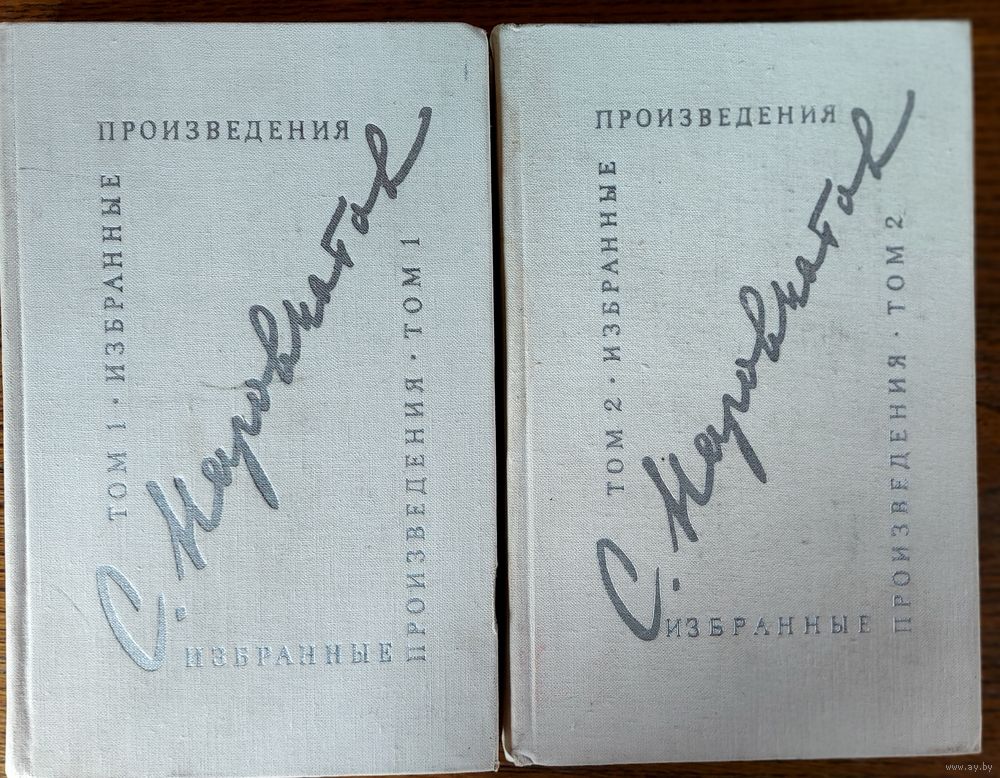 ПРОИЗВЕДЕНИЯ
ТОМ 1 · ИЗБРАННЫЕ
С. Наровчатов
ПРОИЗВЕДЕНИЯ · ТОМ 1
ИЗБРАННЫЕ
ПРОИЗВЕДЕНИЯ
ТОМ 2 · ИЗБРАННЫЕ
С. Наровчатов
ПРОИЗВЕДЕНИЯ · ТОМ 2
ИЗБРАННЫЕ
www.ay.by